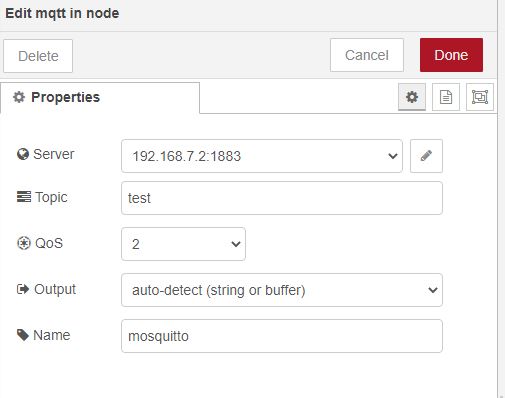 Edit mqtt in node
Delete
Cancel
Done
Properties
Server
192.168.7.2:1883
Topic
test
QoS
2
Output
auto-detect (string or buffer)
Name
mosquitto